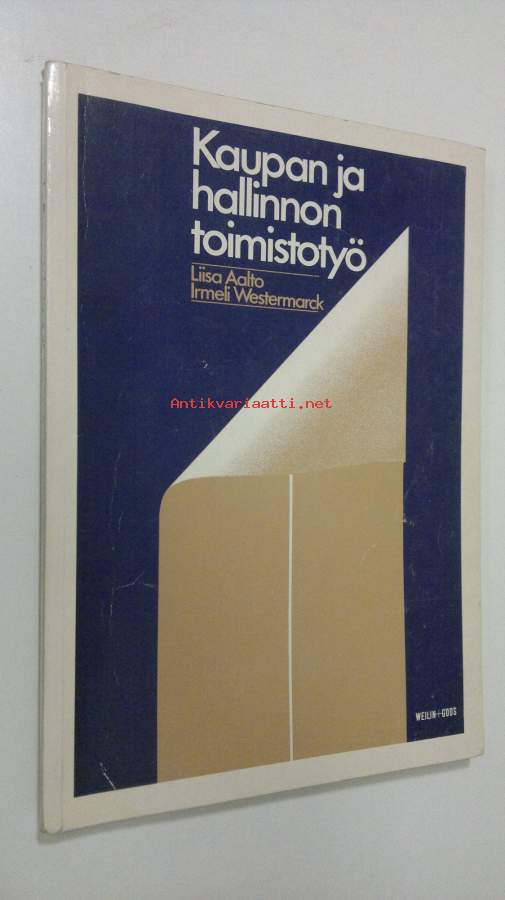 Kaupan ja
hallinnon
toimistotyö
Liisa Aalto
Irmeli Westermarck
Antikvariaatti.net
WEILIN+GÖÖS